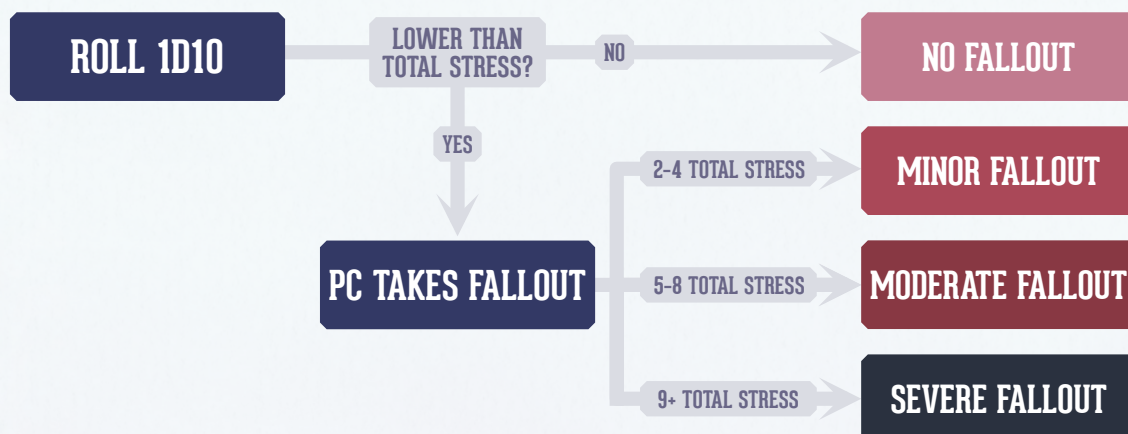 ROLL 1D10
LOWER THAN
TOTAL STRESS?
NO
NO FALLOUT
YES
2-4 TOTAL STRESS
MINOR FALLOUT
PC TAKES FALLOUT
5-8 TOTAL STRESS
MODERATE FALLOUT
9+ TOTAL STRESS
SEVERE FALLOUT